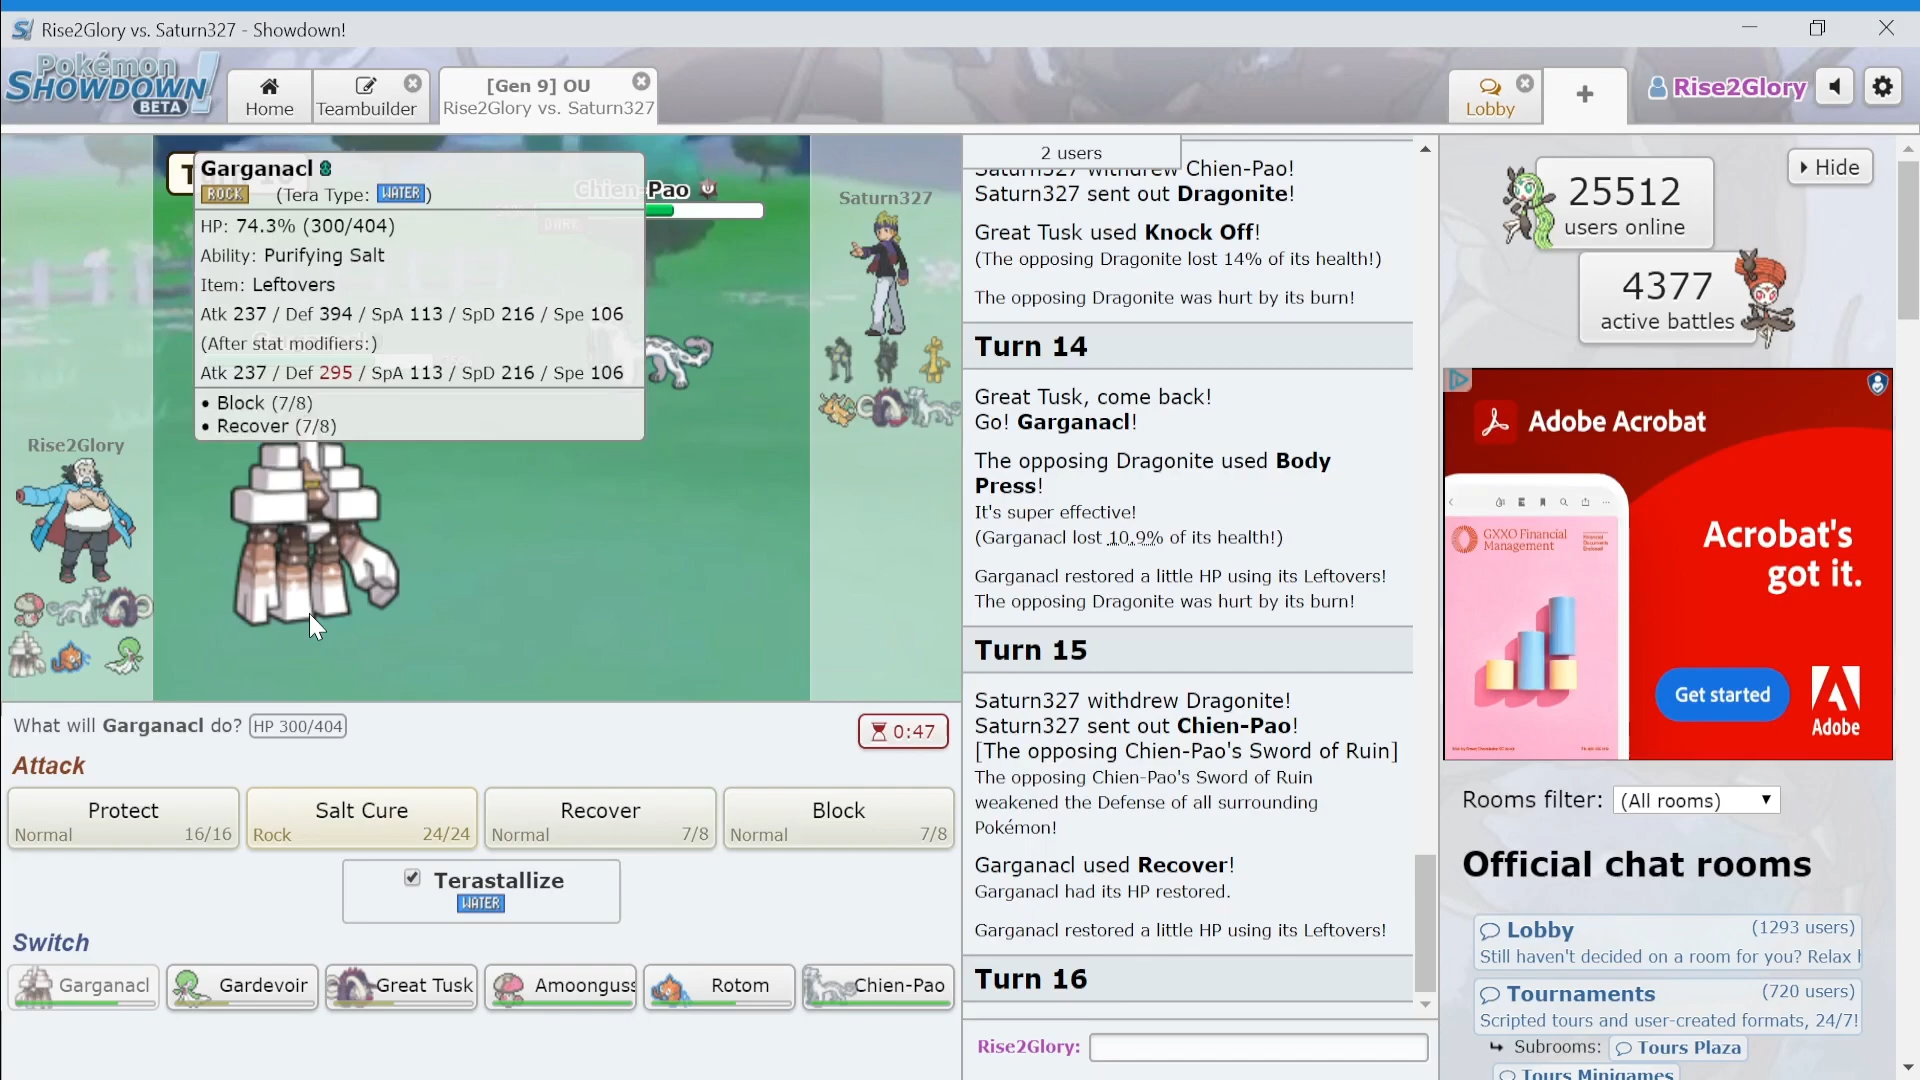 Rise2Glory vs. Saturn327 - Showdown!
Pokémon
SHOWDOWN!
BETA
Home
Teambuilder
[Gen 9] OU
Rise2Glory vs. Saturn327
Lobby
Rise2Glory
Garganacl
ROCK (Tera Type: WATER)
HP: 74.3% (300/404)
Ability: Purifying Salt
Item: Leftovers
Atk 237 / Def 394 / SpA 113 / SpD 216 / Spe 106
(After stat modifiers:)
Atk 237 / Def 295 / SpA 113 / SpD 216 / Spe 106
• Block (7/8)
• Recover (7/8)
Chien-Pao
DARK
Saturn327
Rise2Glory
What will Garganacl do? HP 300/404
0:47
Attack
Protect
Normal 16/16
Salt Cure
Rock 24/24
Recover
Normal 7/8
Block
Normal 7/8
Terastallize
WATER
Switch
Garganacl
Gardevoir
Great Tusk
Amoongus
Rotom
Chien-Pao
2 users
Saturn327 withdrew Chien-Pao!
Saturn327 sent out Dragonite!
Great Tusk used Knock Off!
(The opposing Dragonite lost 14% of its health!)
The opposing Dragonite was hurt by its burn!
Turn 14
Great Tusk, come back!
Go! Garganacl!
The opposing Dragonite used Body
Press!
It's super effective!
(Garganacl lost 10.9% of its health!)
Garganacl restored a little HP using its Leftovers!
The opposing Dragonite was hurt by its burn!
Turn 15
Saturn327 withdrew Dragonite!
Saturn327 sent out Chien-Pao!
[The opposing Chien-Pao's Sword of Ruin]
The opposing Chien-Pao's Sword of Ruin
weakened the Defense of all surrounding
Pokémon!
Garganacl used Recover!
Garganacl had its HP restored.
Garganacl restored a little HP using its Leftovers!
Turn 16
Rise2Glory:
25512
users online
Hide
4377
active battles
Adobe Acrobat
GXXO Financial
Management
Acrobat's
got it.
Get started
Adobe
Rooms filter: (All rooms)
Official chat rooms
Lobby (1293 users)
Still haven't decided on a room for you? Relax
Tournaments (720 users)
Scripted tours and user-created formats, 24/7!
Subrooms: Tours Plaza
Tours Minigames